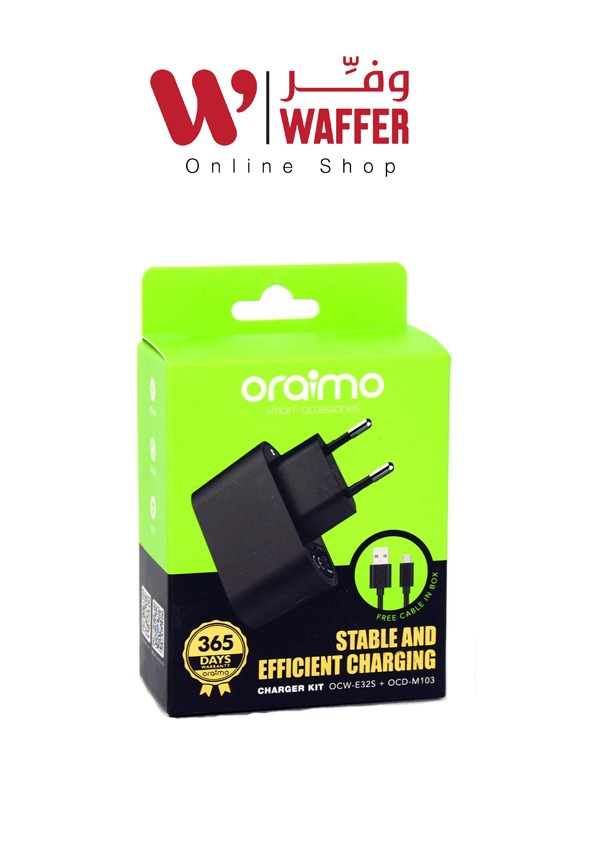 وفِّر
WAFFER
Online Shop
oraimo
smart accessories
FREE CABLE IN BOX
365
DAYS
WARRANTY
oraimo
STABLE AND
EFFICIENT CHARGING
CHARGER KIT OCW-E32S + OCD-M103